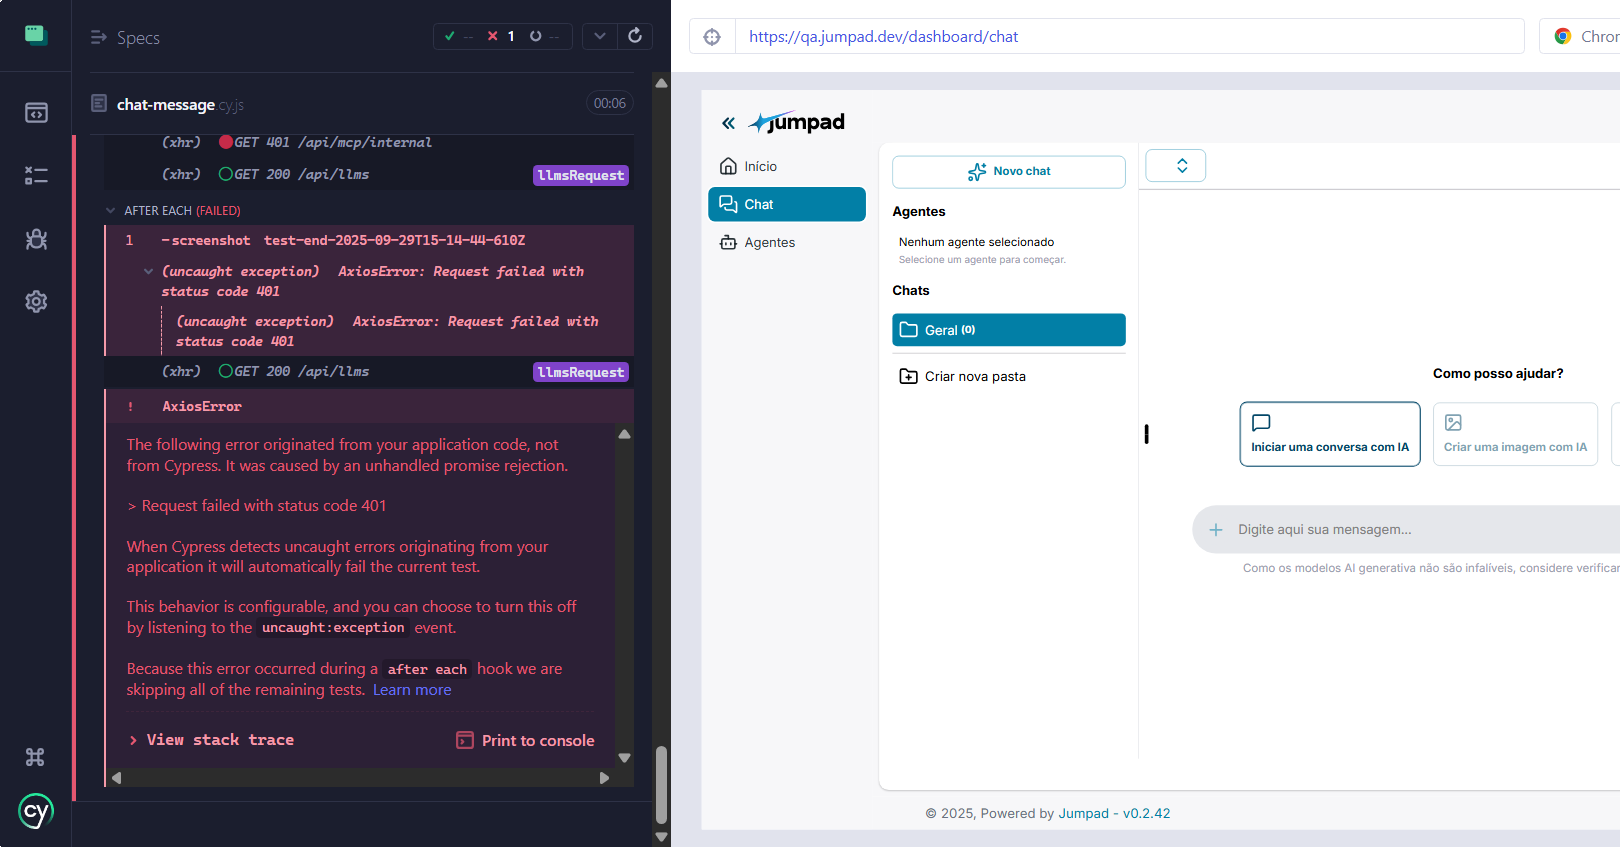 Specs
-- 1 --
chat-message.cy.js
00:06
(xhr) GET 401 /api/mcp/internal
(xhr) GET 200 /api/llms
llmsRequest
AFTER EACH (FAILED)
1 -screenshot test-end-2025-09-29T15-14-44-610Z
(uncaught exception) AxiosError: Request failed with
status code 401
(uncaught exception) AxiosError: Request failed with
status code 401
(xhr) GET 200 /api/llms
llmsRequest
! AxiosError
The following error originated from your application code, not
from Cypress. It was caused by an unhandled promise rejection.
> Request failed with status code 401
When Cypress detects uncaught errors originating from your
application it will automatically fail the current test.
This behavior is configurable, and you can choose to turn this off
by listening to the uncaught:exception event.
Because this error occurred during a after each hook we are
skipping all of the remaining tests. Learn more
View stack trace
Print to console
cy
https://qa.jumpad.dev/dashboard/chat
Chron
jumpad
Início
Chat
Agentes
Novo chat
Agentes
Nenhum agente selecionado
Selecione um agente para começar.
Chats
Geral (0)
Criar nova pasta
Como posso ajudar?
Iniciar uma conversa com IA
Criar uma imagem com IA
Digite aqui sua mensagem...
Como os modelos AI generativa não são infalíveis, considere verificar
© 2025, Powered by Jumpad - v0.2.42